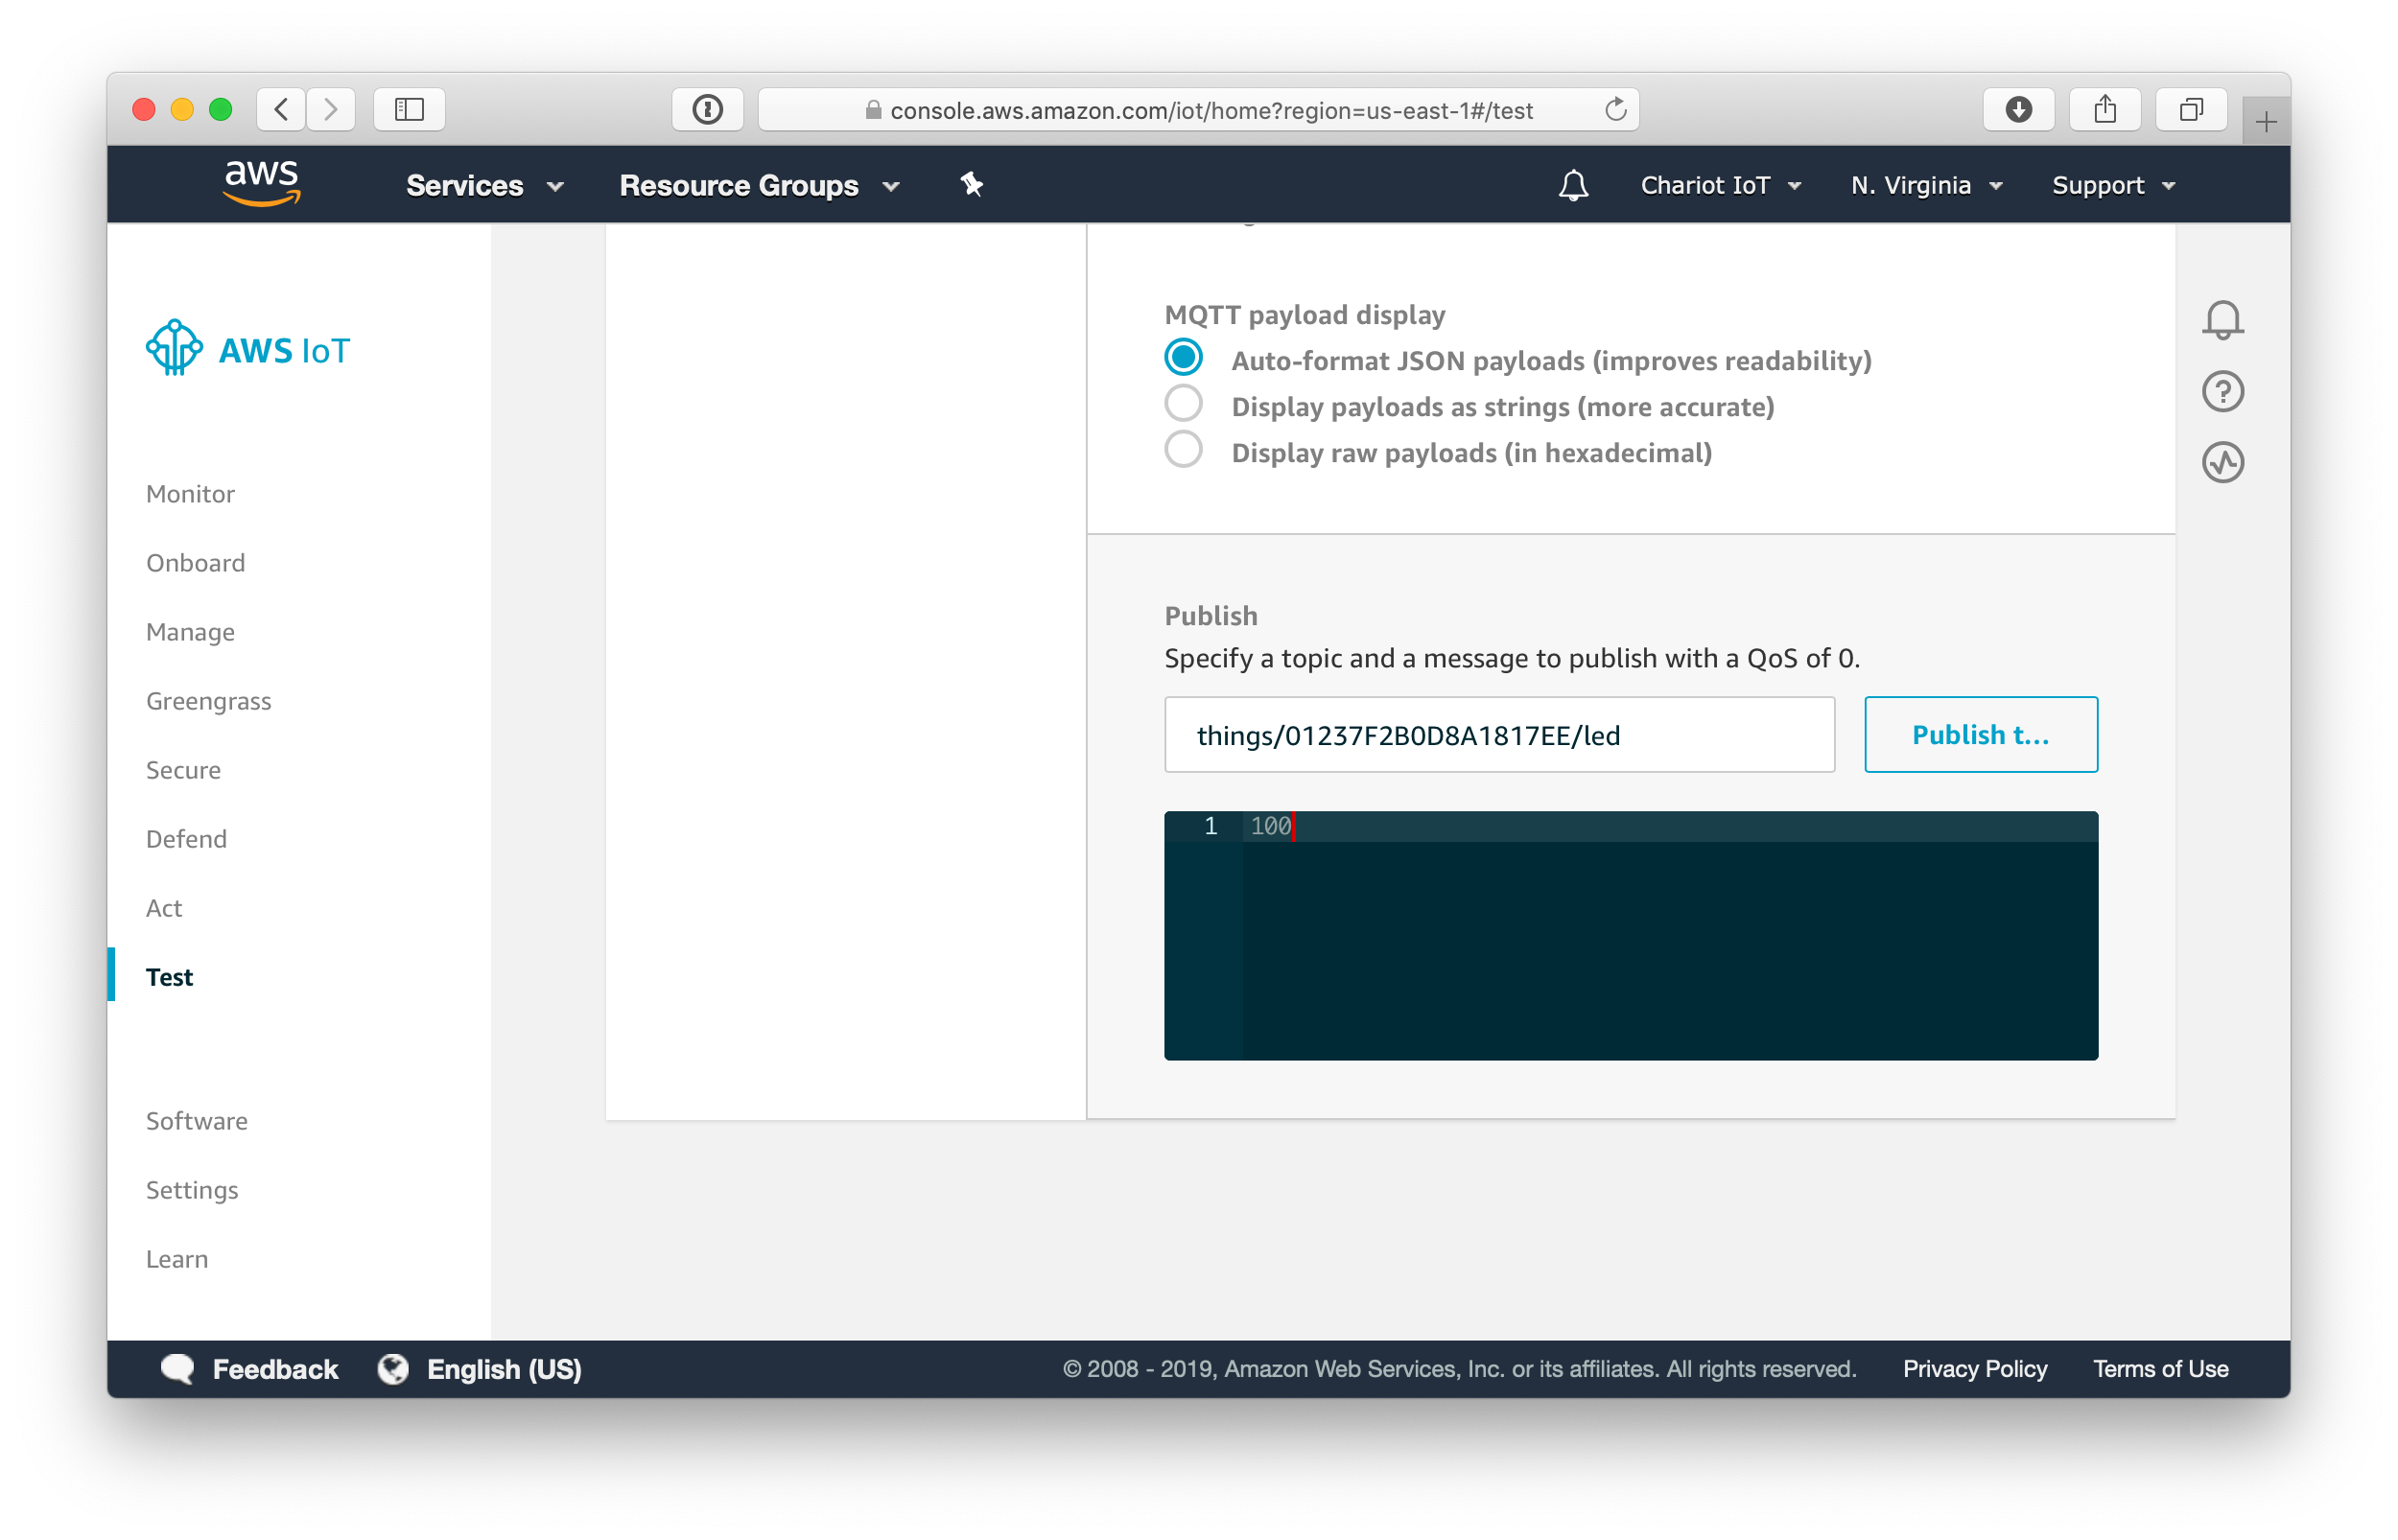 console.aws.amazon.com/iot/home?region=us-east-1#/test
aws Services Resource Groups Chariot IoT N. Virginia Support
AWS IoT
Monitor
Onboard
Manage
Greengrass
Secure
Defend
Act
Test
Software
Settings
Learn
MQTT payload display
Auto-format JSON payloads (improves readability)
Display payloads as strings (more accurate)
Display raw payloads (in hexadecimal)
Publish
Specify a topic and a message to publish with a QoS of 0.
things/01237F2B0D8A1817EE/led Publish t...
1 100
Feedback English (US) © 2008 - 2019, Amazon Web Services, Inc. or its affiliates. All rights reserved. Privacy Policy Terms of Use